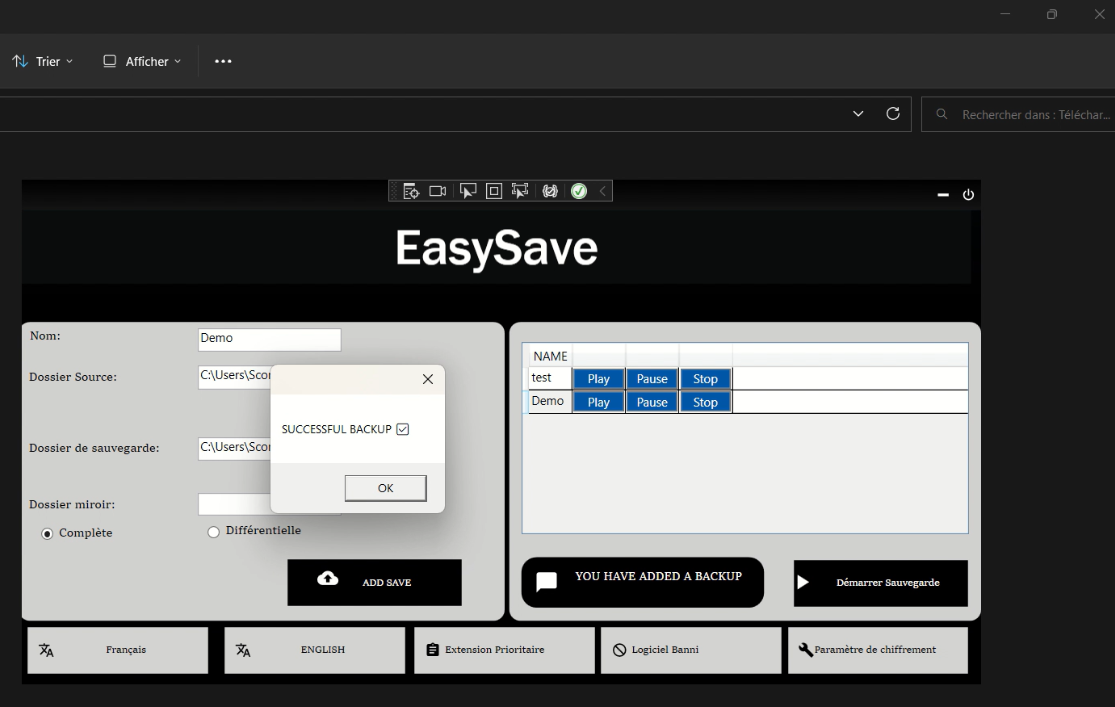 Trier
Afficher
Rechercher dans : Téléchar...
EasySave
Nom:
Demo
Dossier Source:
C:\Users\Scor
Dossier de sauvegarde:
C:\Users\Scor
Dossier miroir:
Complète
Différentielle
ADD SAVE
SUCCESSFUL BACKUP
OK
NAME
test Play Pause Stop
Demo Play Pause Stop
YOU HAVE ADDED A BACKUP
Démarrer Sauvegarde
Français
ENGLISH
Extension Prioritaire
Logiciel Banni
Paramètre de chiffrement